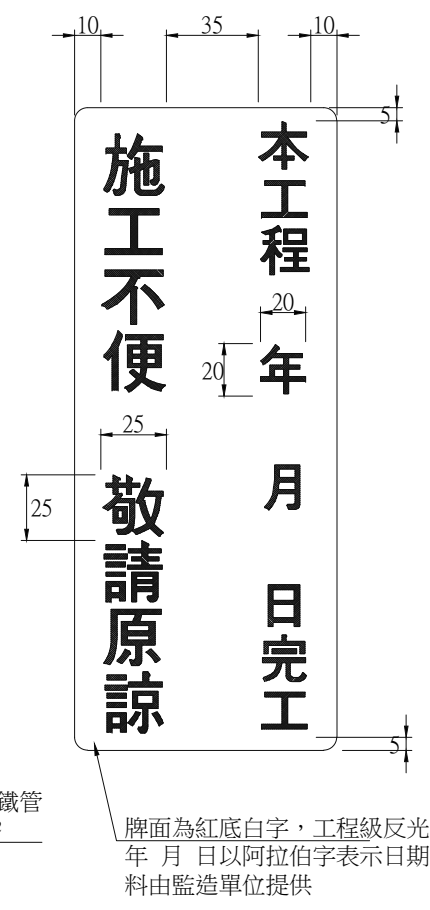 10 35 10
5
本工程 年 月 日完工
20
20
施工不便 敬請原諒
25
25
5
鐵管
牌面為紅底白字,工程級反光
年 月 日以阿拉伯字表示日期
料由監造單位提供